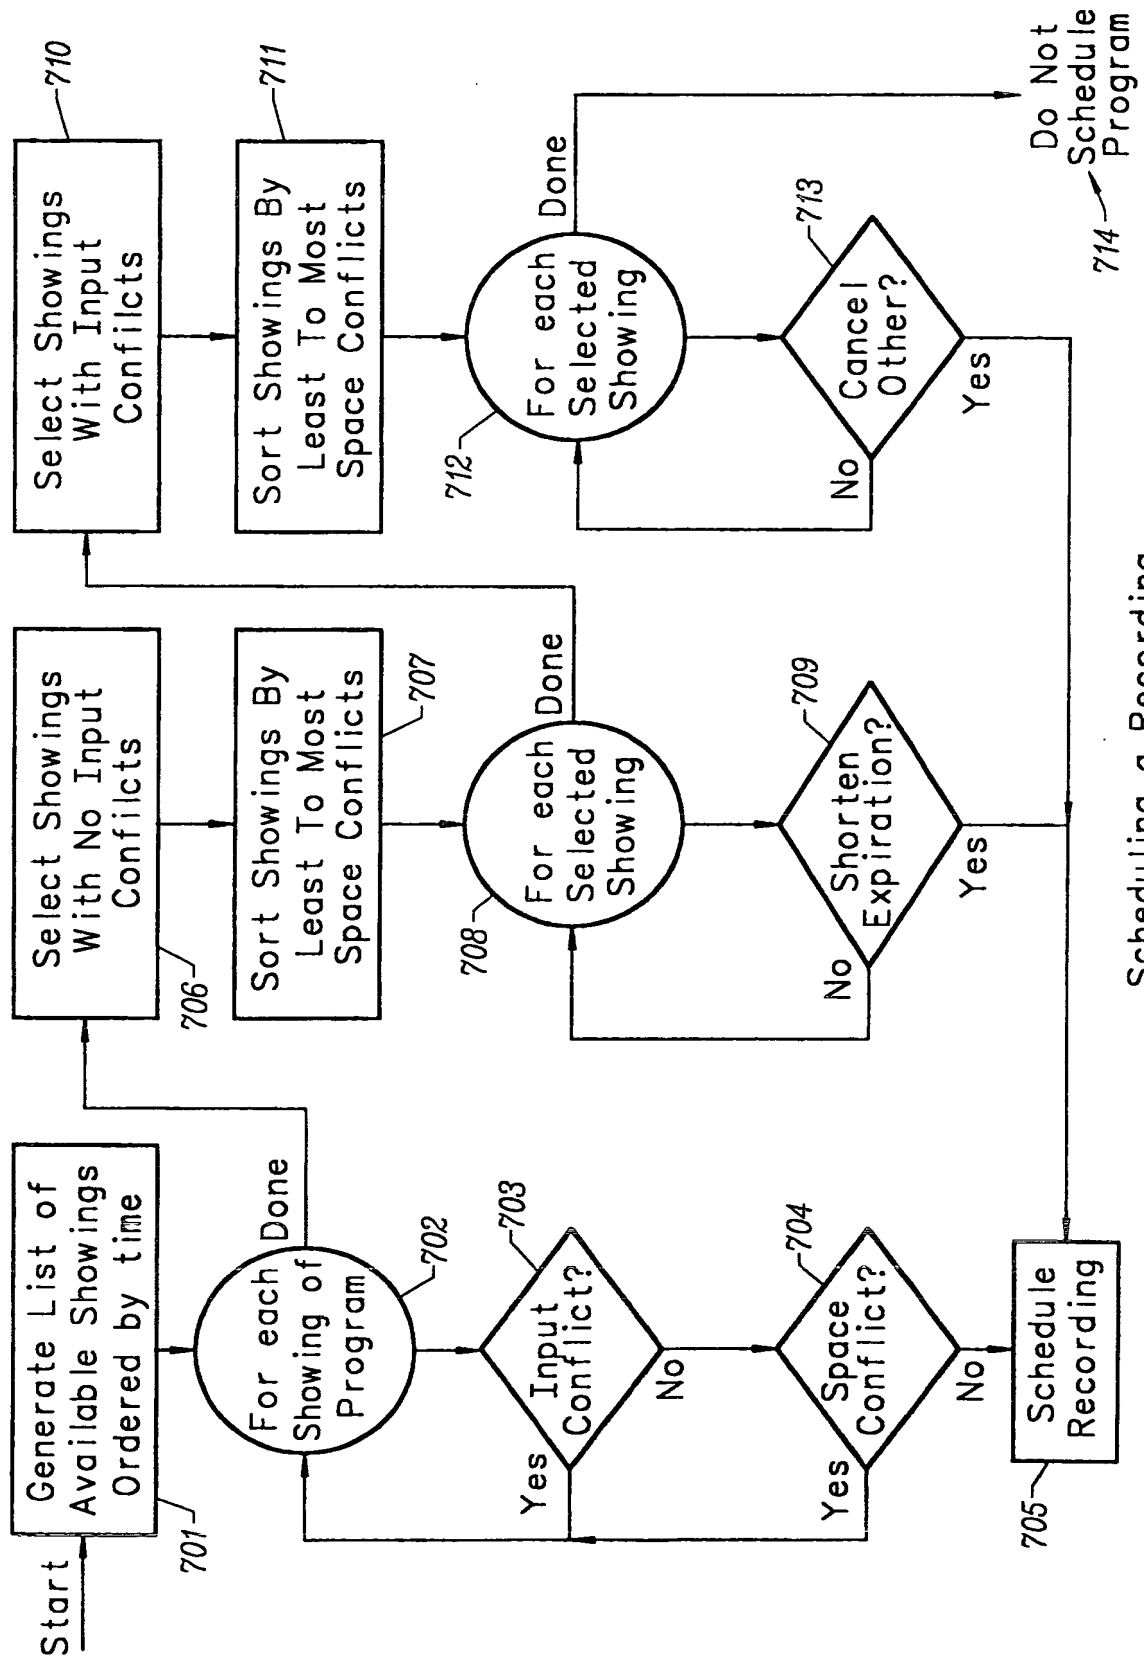 Start
701
Generate List of
Available Showings
Ordered by time
For each
Showing of
Program
702
Done
Input
Conflict?
703
Yes
No
Space
Conflict?
704
Yes
No
Schedule
Recording
705
Select Showings
With No Input
Confilcts
706
Sort Showings By
Least To Most
Space Conflicts
707
For each
Selected
Showing
708
Done
Shorten
Expiration?
709
No
Yes
Select Showings
With Input
Confilcts
710
Sort Showings By
Least To Most
Space Conflicts
711
For each
Selected
Showing
712
Done
Cancel
Other?
713
No
Yes
Do Not
Schedule
Program
714
Scheduling a Recording